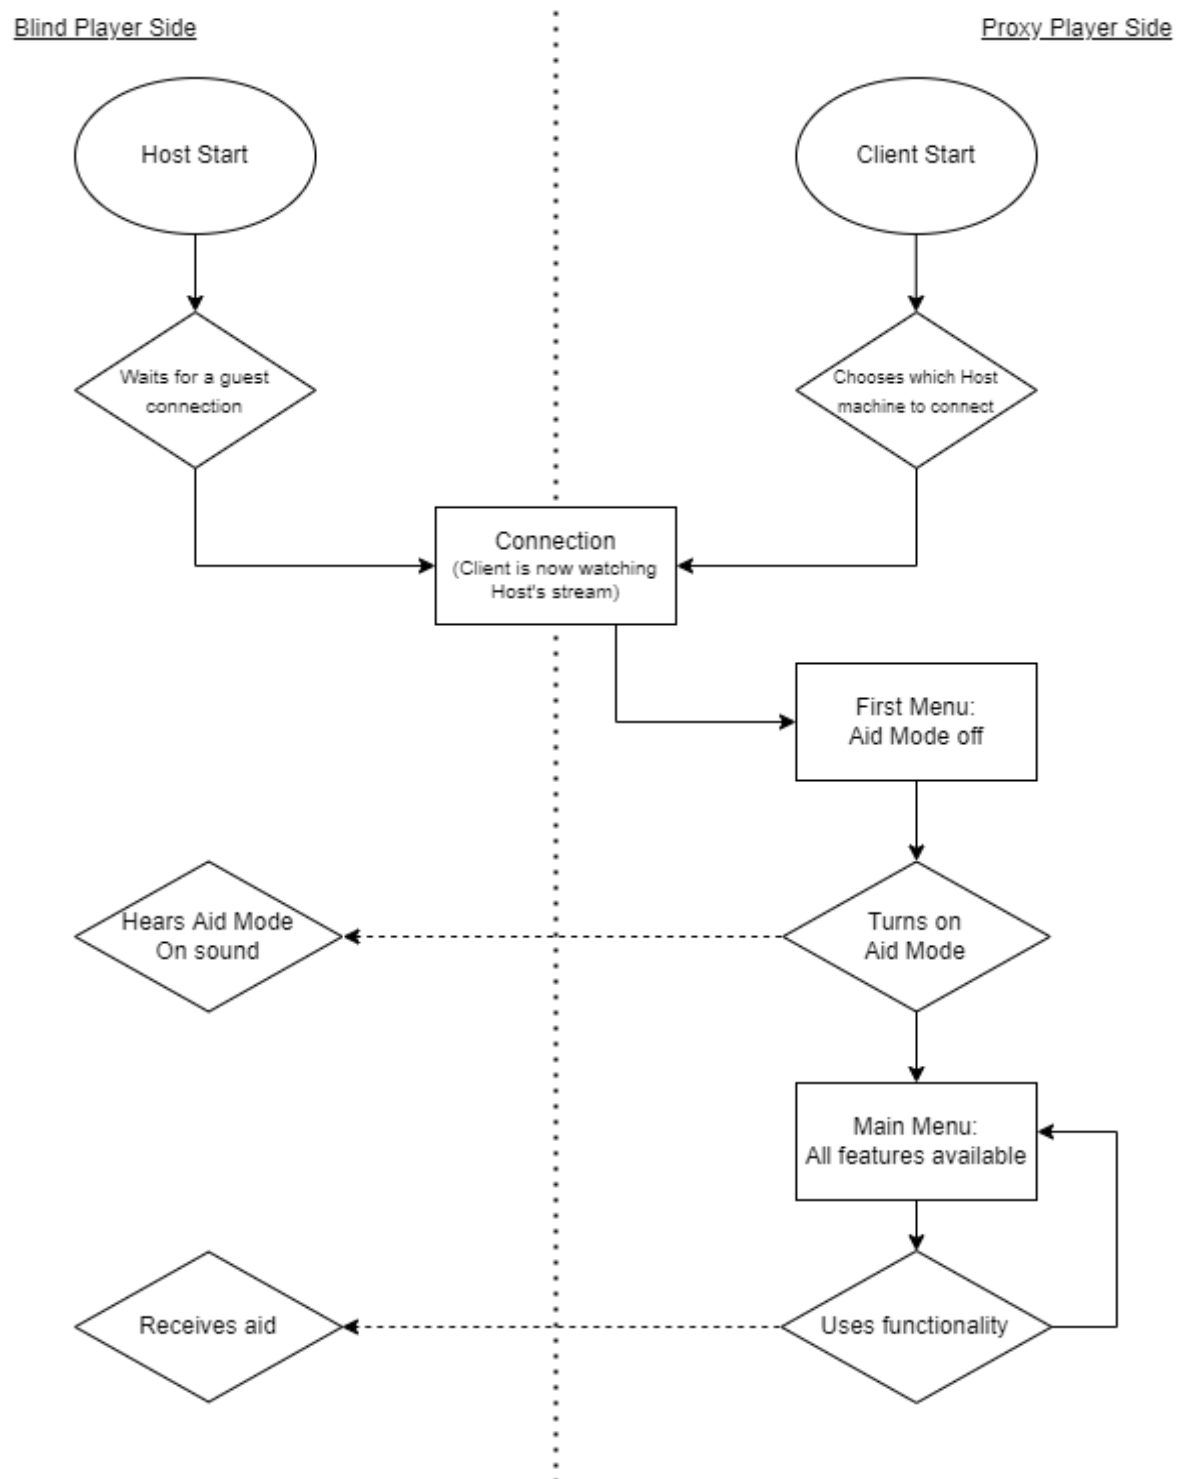 Blind Player Side
Proxy Player Side
Host Start
Client Start
Waits for a guest
connection
Chooses which Host
machine to connect
Connection
(Client is now watching
Host's stream)
First Menu:
Aid Mode off
Hears Aid Mode
On sound
Turns on
Aid Mode
Main Menu:
All features available
Receives aid
Uses functionality